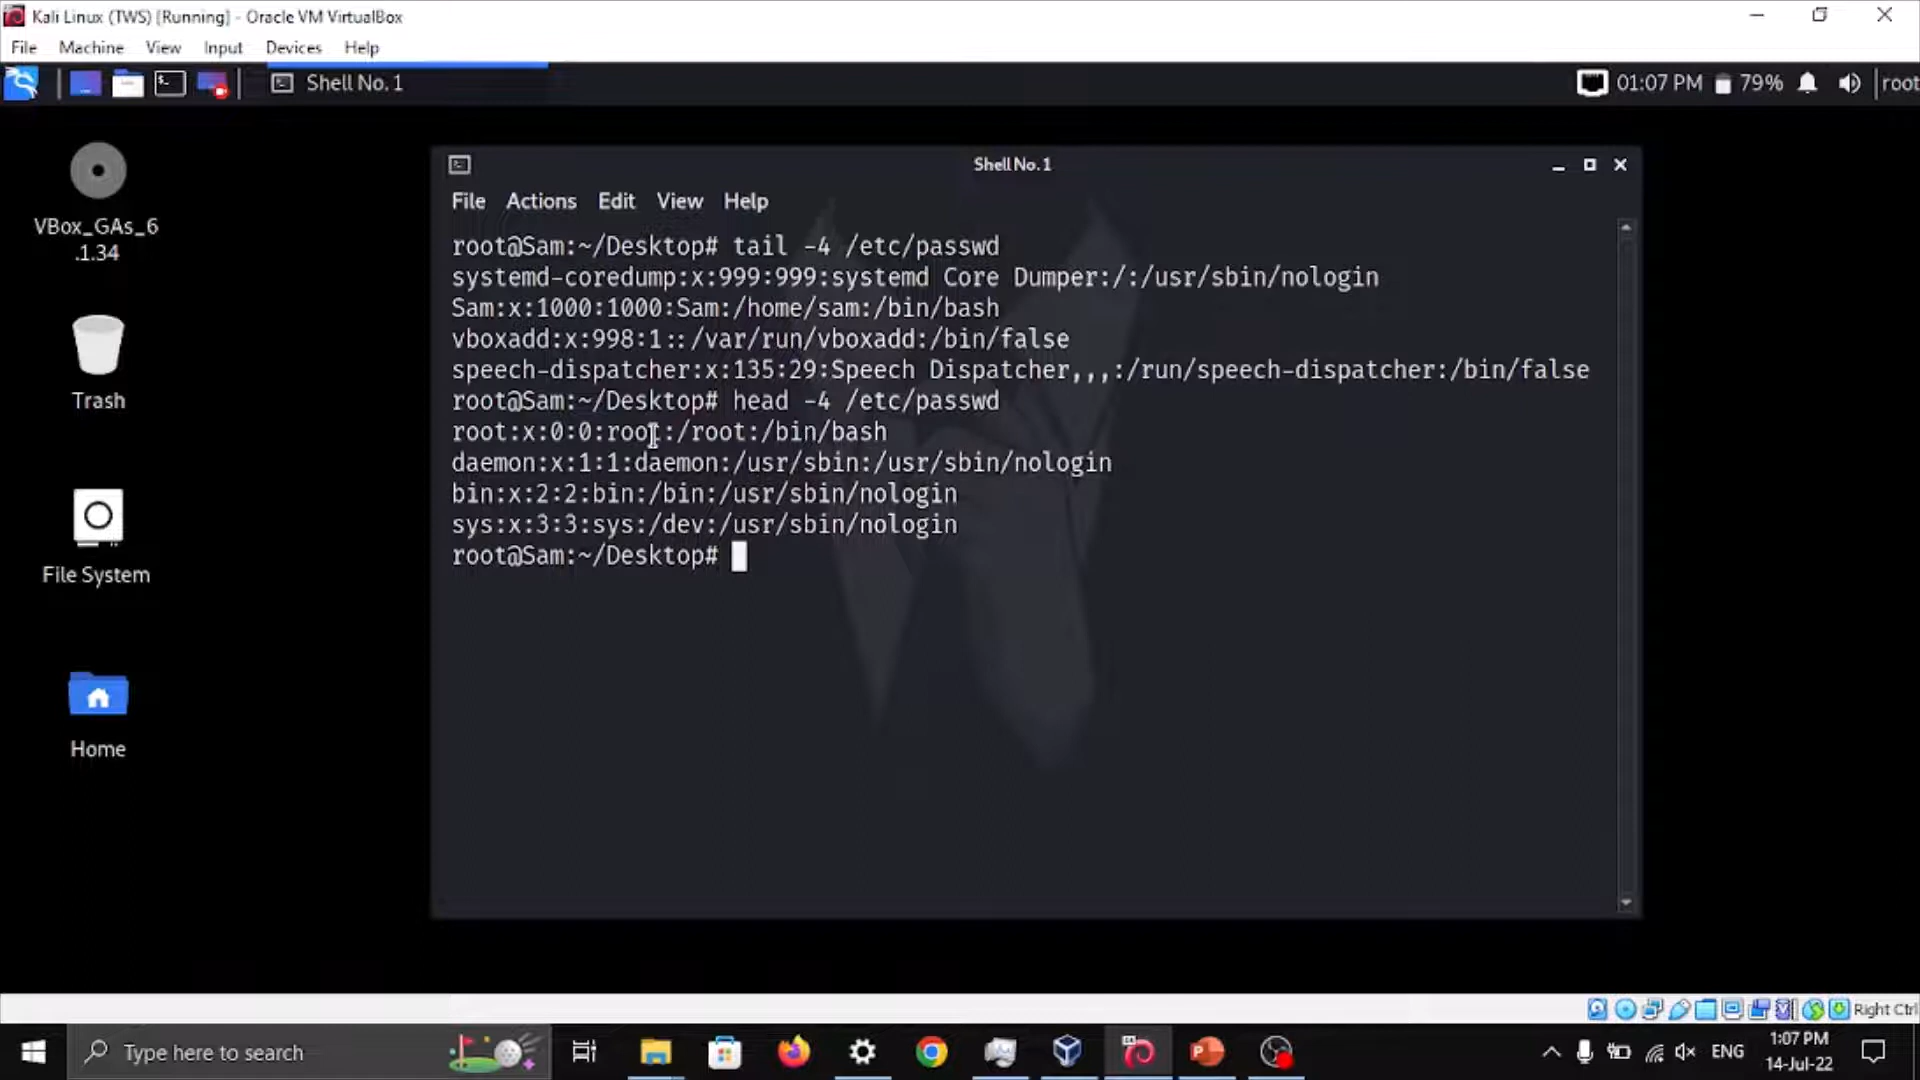 Kali Linux (TWS) [Running] - Oracle VM VirtualBox
File Machine View Input Devices Help
Shell No. 1
01:07 PM 79% root
VBox_GAs_6
.1.34
Trash
File System
Home
Shell No. 1
File Actions Edit View Help
root@Sam:~/Desktop# tail -4 /etc/passwd
systemd-coredump:x:999:999:systemd Core Dumper:/:/usr/sbin/nologin
Sam:x:1000:1000:Sam:/home/sam:/bin/bash
vboxadd:x:998:1::/var/run/vboxadd:/bin/false
speech-dispatcher:x:135:29:Speech Dispatcher,,,:/run/speech-dispatcher:/bin/false
root@Sam:~/Desktop# head -4 /etc/passwd
root:x:0:0:root:/root:/bin/bash
daemon:x:1:1:daemon:/usr/sbin:/usr/sbin/nologin
bin:x:2:2:bin:/bin:/usr/sbin/nologin
sys:x:3:3:sys:/dev:/usr/sbin/nologin
root@Sam:~/Desktop#
Right Ctrl
Type here to search
ENG
1:07 PM
14-Jul-22